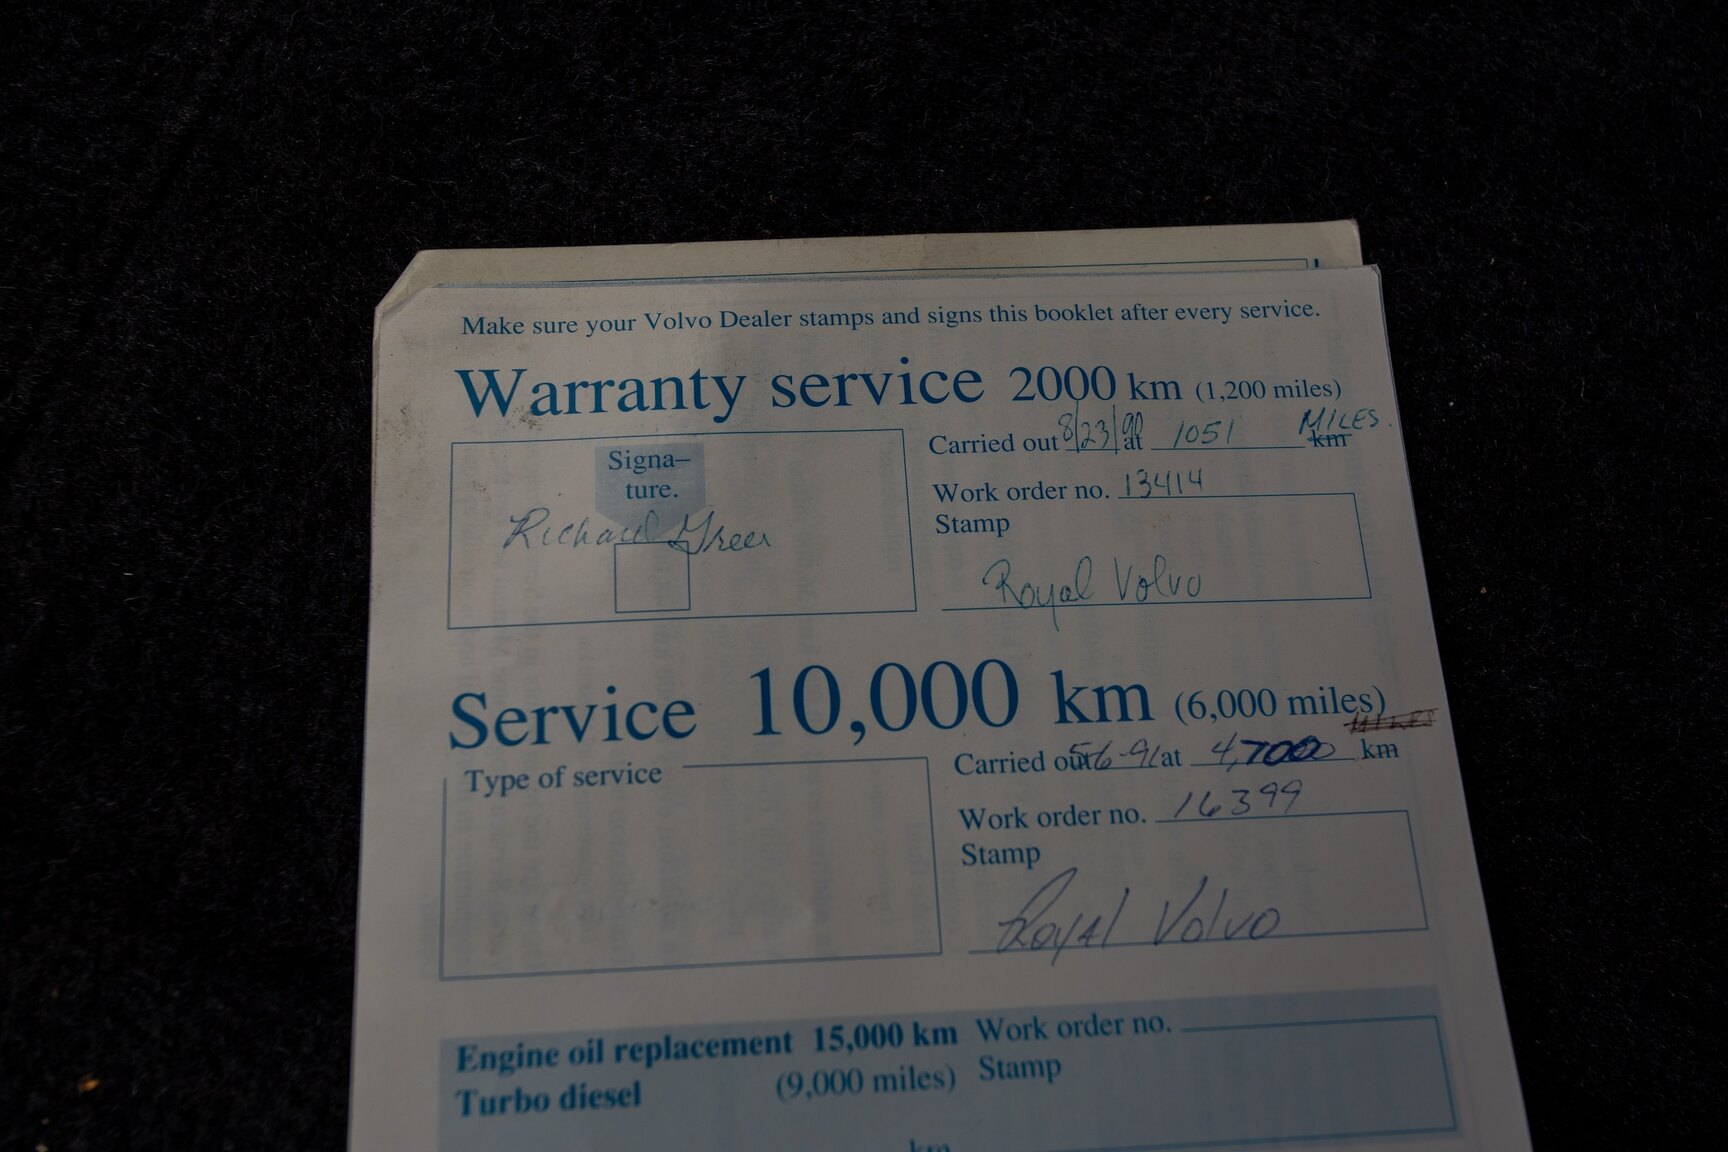 Make sure your Volvo Dealer stamps and signs this booklet after every service.
Warranty service 2000 km (1,200 miles)
Signa-
ture.
Richard Greer
Carried out 8/23/90 at 1051 km MILES.
Work order no. 13414
Stamp
Royal Volvo
Service 10,000 km (6,000 miles)
MILES
Type of service
Carried out 5-6-91 at km
Work order no. 16399
Stamp
Royal Volvo
Engine oil replacement 15,000 km
Turbo diesel (9,000 miles)
Work order no.
Stamp
km